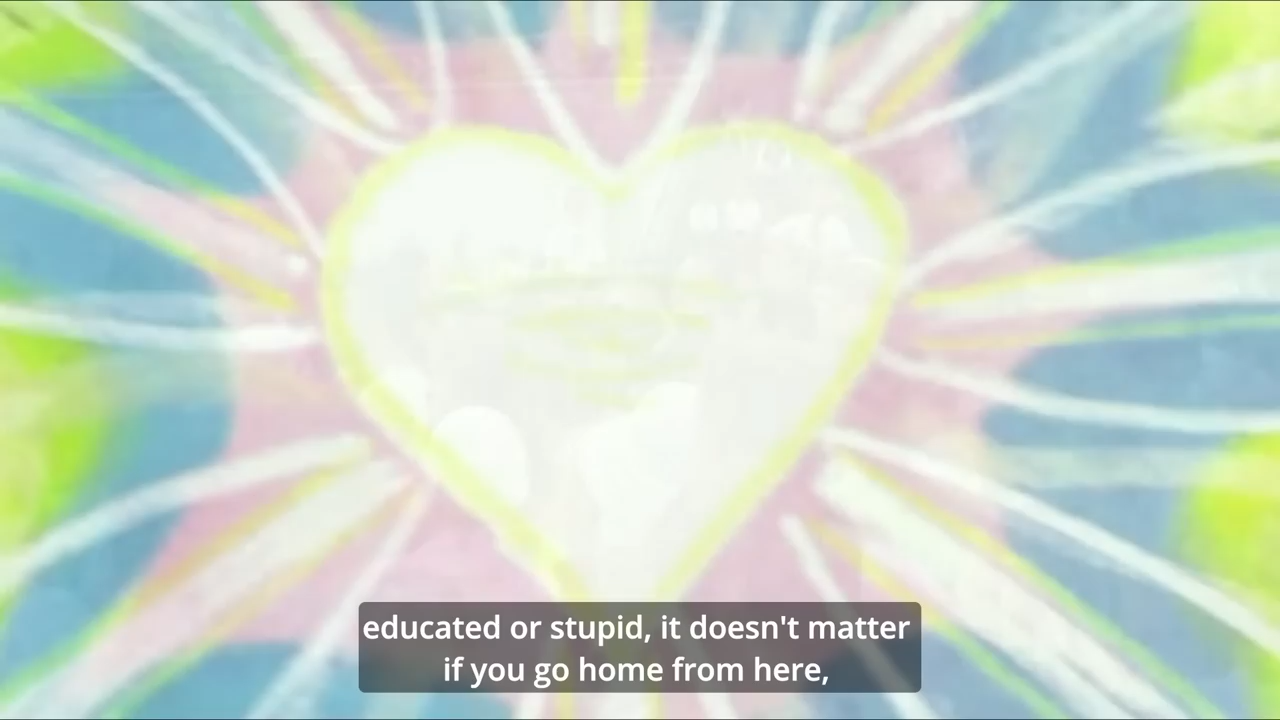 educated or stupid, it doesn't matter
if you go home from here,